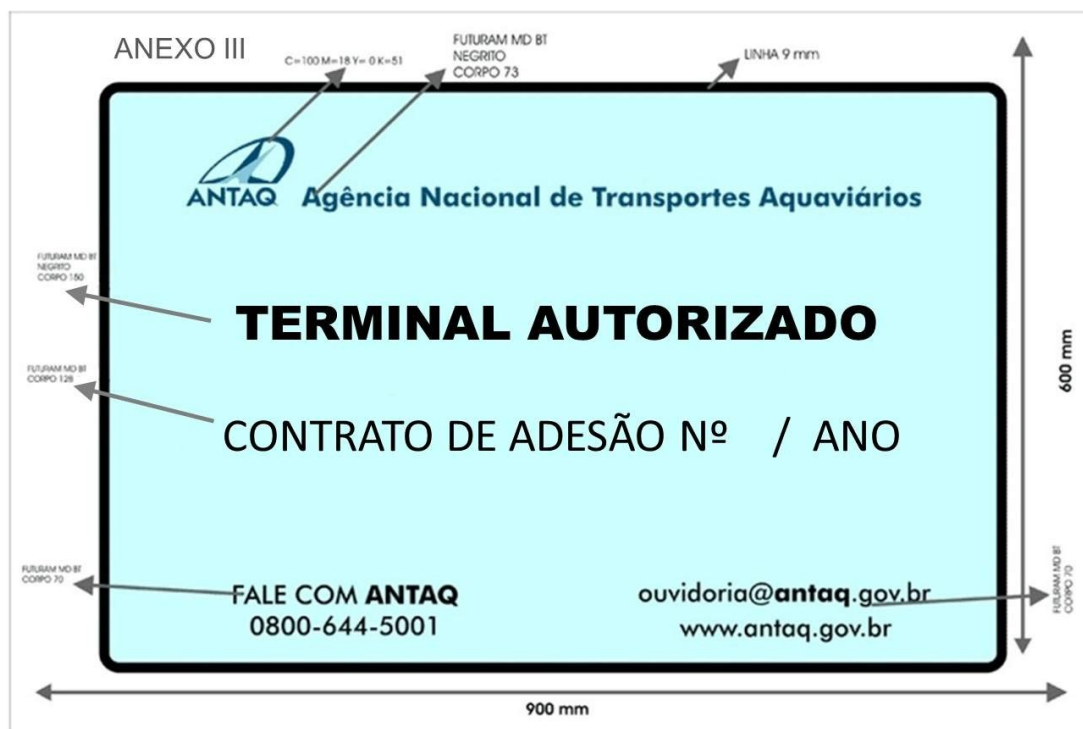 ANEXO III
C=100 M=18 Y= 0 K=51
FUTURAM MD BT
NEGRITO
CORPO 73
LINHA 9 mm
ANTAQ
Agência Nacional de Transportes Aquaviários
FUTURAM MD BT
NEGRITO
CORPO 150
TERMINAL AUTORIZADO
FUTURAM MD BT
CORPO 128
CONTRATO DE ADESÃO Nº / ANO
600 mm
FUTURAM MD BT
CORPO 70
FALE COM ANTAQ
0800-644-5001
ouvidoria@antaq.gov.br
www.antaq.gov.br
FUTURAM MD BT
CORPO 70
900 mm